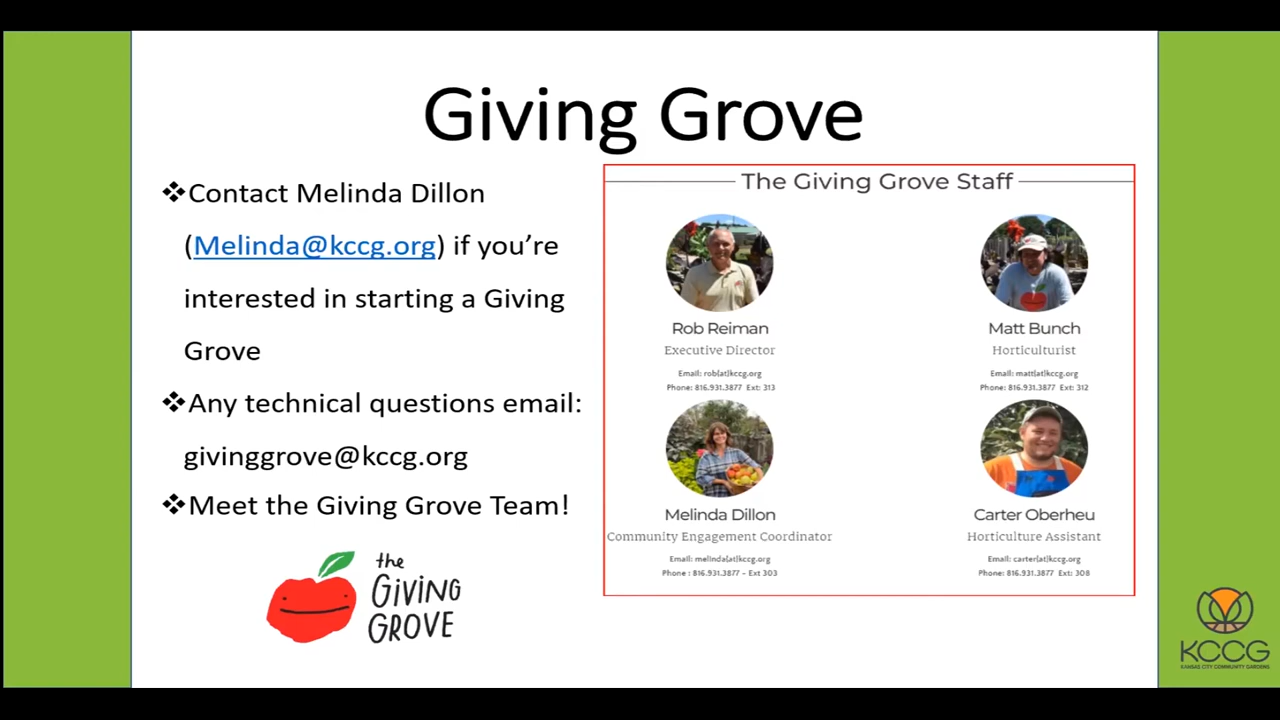 Giving Grove
❖Contact Melinda Dillon
(Melinda@kccg.org) if you’re
interested in starting a Giving
Grove
❖Any technical questions email:
givinggrove@kccg.org
❖Meet the Giving Grove Team!
the
GiViNG
GROVE
The Giving Grove Staff
Rob Reiman
Executive Director
Email: rob(at)kccg.org
Phone: 816.931.3877 Ext: 313
Matt Bunch
Horticulturist
Email: matt(at)kccg.org
Phone: 816.931.3877 Ext: 312
Melinda Dillon
Community Engagement Coordinator
Email: melinda(at)kccg.org
Phone : 816.931.3877 - Ext 303
Carter Oberheu
Horticulture Assistant
Email: carter(at)kccg.org
Phone: 816.931.3877 Ext: 308
KCCG
KANSAS CITY COMMUNITY GARDENS